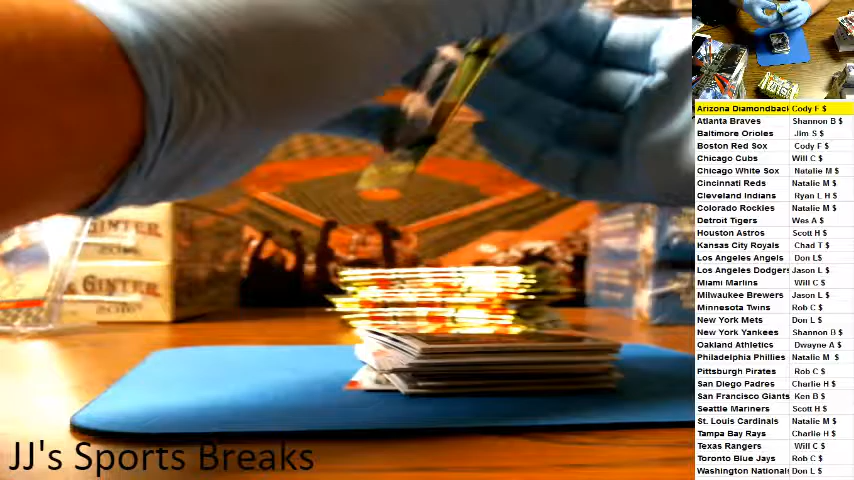 GINTER
& GINTER
JJ's Sports Breaks
Arizona Diamondback Cody F $
Atlanta Braves Shannon B $
Baltimore Orioles Jim S $
Boston Red Sox Cody F $
Chicago Cubs Will C $
Chicago White Sox Natalie M $
Cincinnati Reds Natalie M $
Cleveland Indians Ryan L H $
Colorado Rockies Natalie M $
Detroit Tigers Wes A $
Houston Astros Scott H $
Kansas City Royals Chad T $
Los Angeles Angels Don L$
Los Angeles Dodgers Jason L $
Miami Marlins Will C $
Milwaukee Brewers Jason L $
Minnesota Twins Rob C $
New York Mets Don L $
New York Yankees Shannon B $
Oakland Athletics Dwayne A $
Philadelphia Phillies Natalie M $
Pittsburgh Pirates Rob C $
San Diego Padres Charlie H $
San Francisco Giants Ken B $
Seattle Mariners Scott H $
St. Louis Cardinals Natalie M $
Tampa Bay Rays Charlie H $
Texas Rangers Will C $
Toronto Blue Jays Rob C $
Washington Nationals Don L $